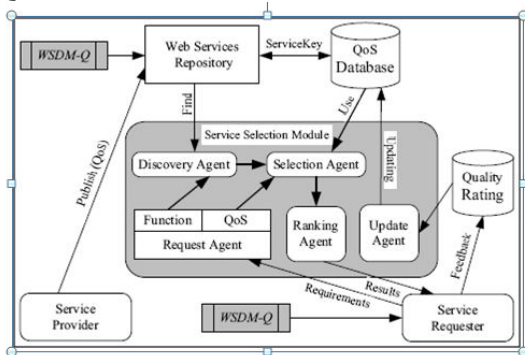 WSDM-Q
Web Services
Repository
ServiceKey
QoS
Database
Publish (QoS)
Find
Use
Service Selection Module
Discovery Agent
Selection Agent
Updating
Quality
Rating
Function
QoS
Request Agent
Ranking
Agent
Update
Agent
Feedback
Results
Requirements
Service
Provider
WSDM-Q
Service
Requester